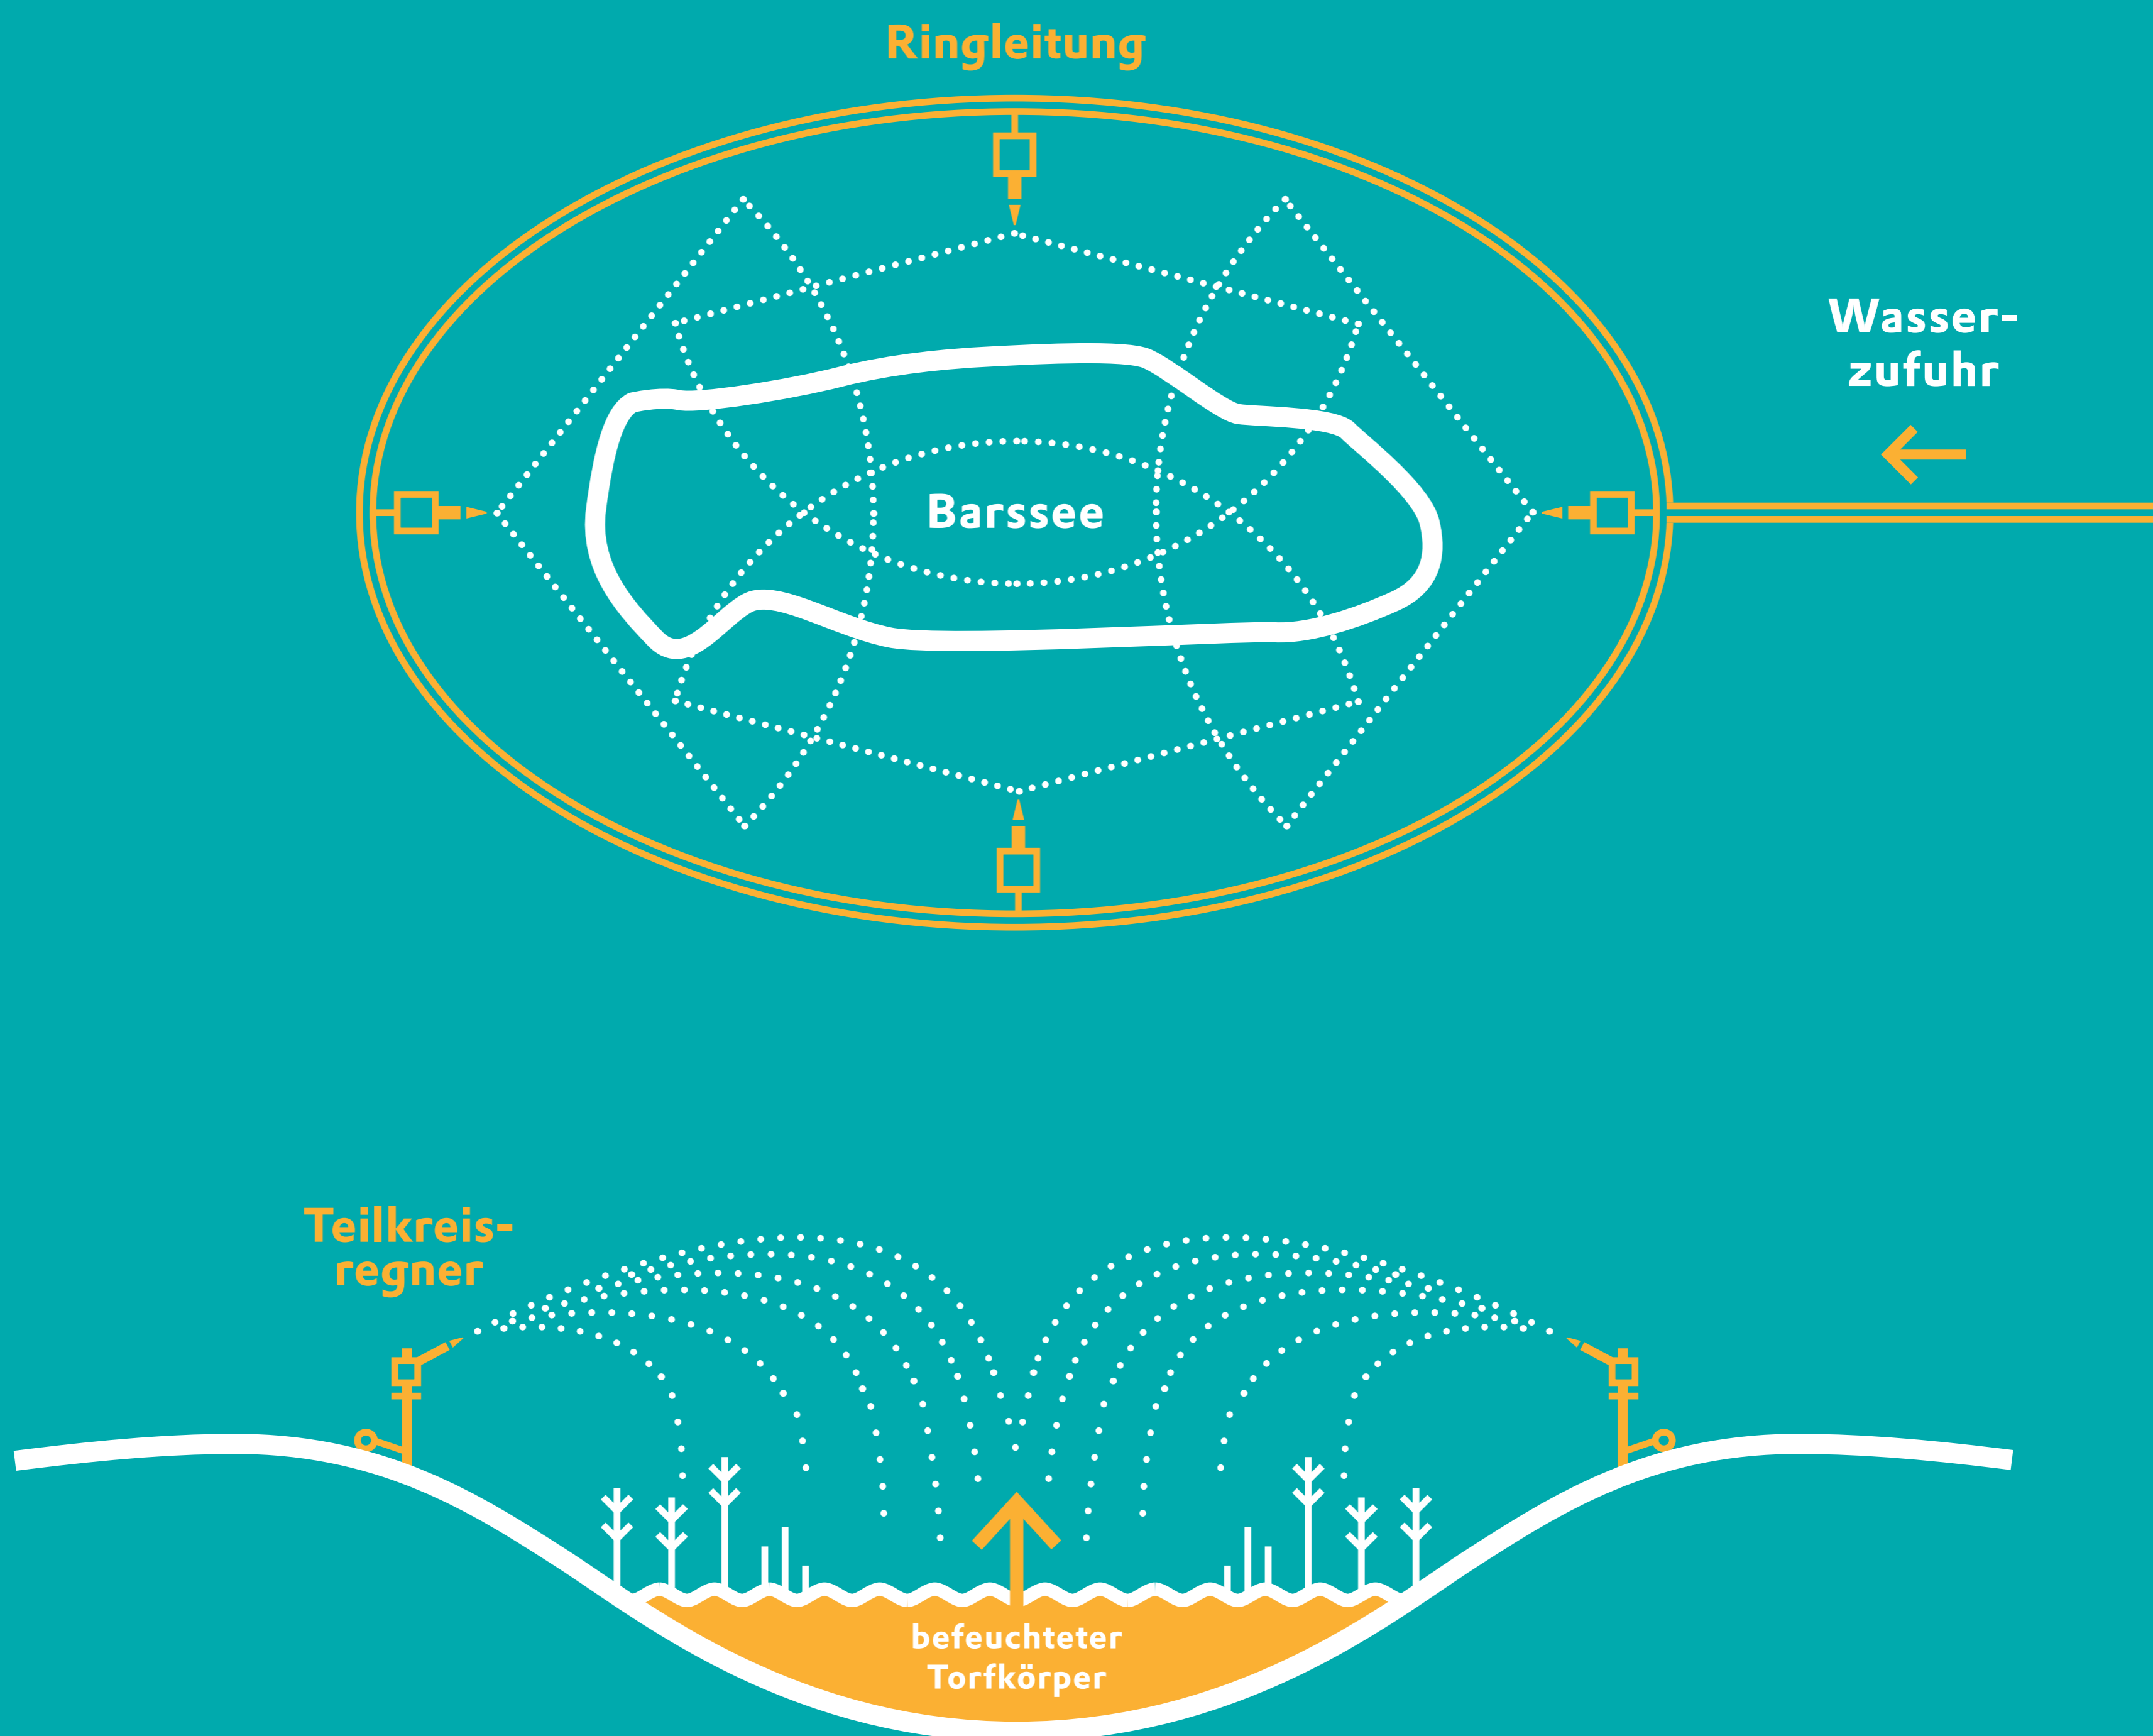 Ringleitung
Wasser-
zufuhr
Barssee
Teilkreis-
regner
befeuchteter
Torfkörper